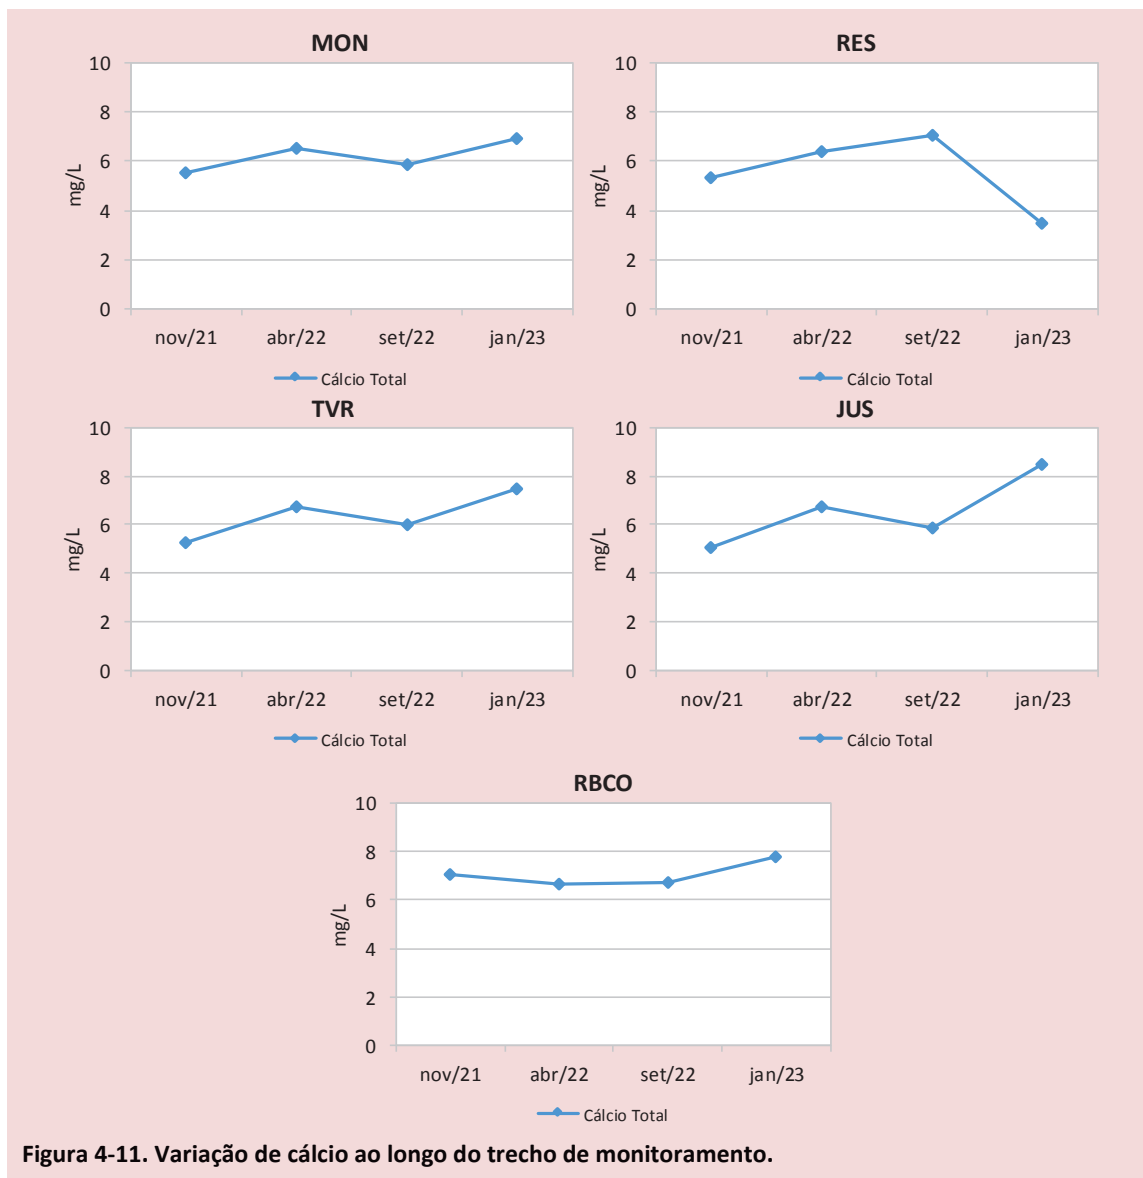 MON
10
8
6
4
2
0
mg/L
nov/21 abr/22 set/22 jan/23
Cálcio Total
RES
10
8
6
4
2
0
mg/L
nov/21 abr/22 set/22 jan/23
Cálcio Total
TVR
10
8
6
4
2
0
mg/L
nov/21 abr/22 set/22 jan/23
Cálcio Total
JUS
10
8
6
4
2
0
mg/L
nov/21 abr/22 set/22 jan/23
Cálcio Total
RBCO
10
8
6
4
2
0
mg/L
nov/21 abr/22 set/22 jan/23
Cálcio Total
Figura 4-11. Variação de cálcio ao longo do trecho de monitoramento.